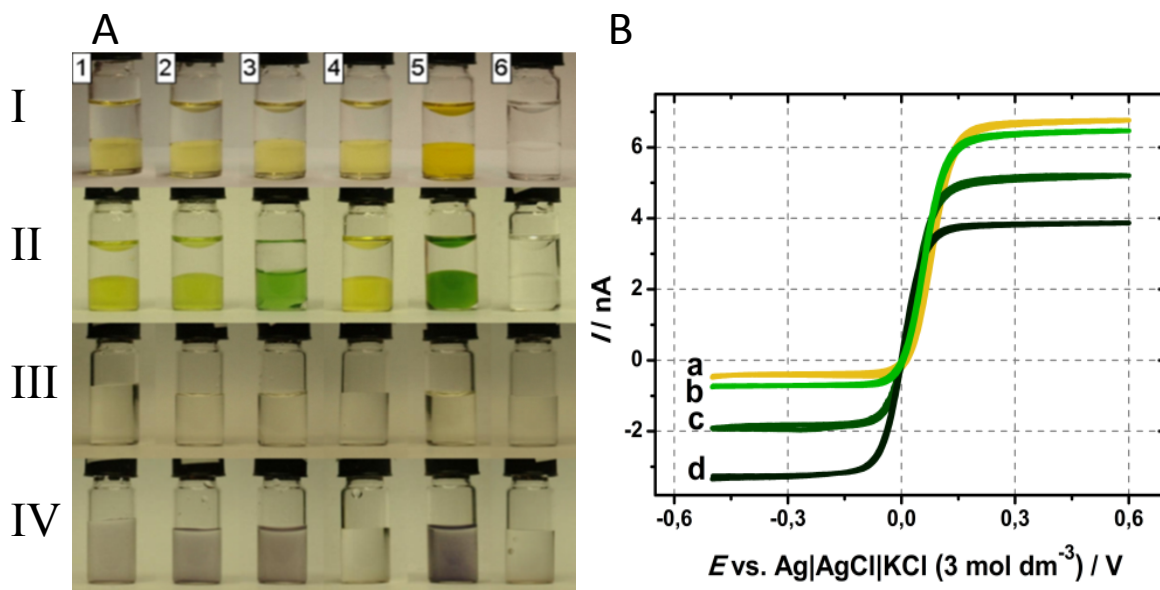 A
B
1 2 3 4 5 6
I
II
III
IV
I / nA
6
4
2
0
-2
a
b
c
d
-0,6 -0,3 0,0 0,3 0,6
E vs. Ag|AgCl|KCl (3 mol dm-3) / V